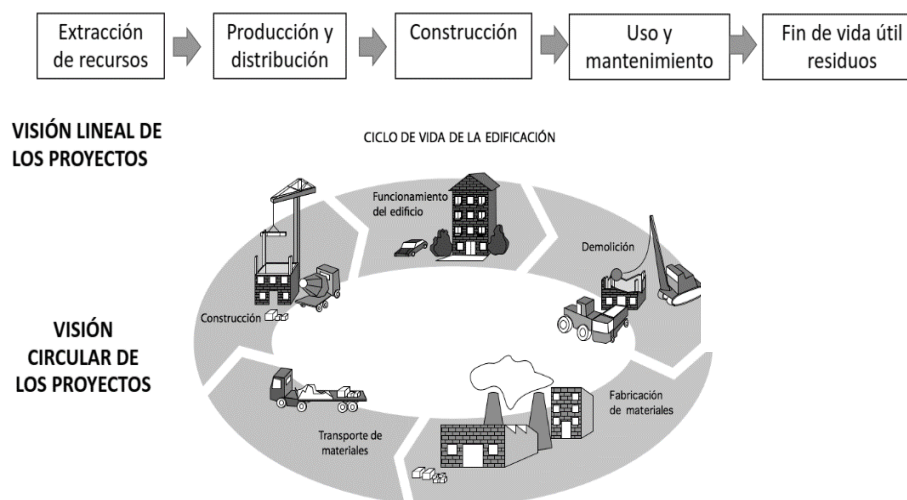 Extracción
de recursos
Producción y
distribución
Construcción
Uso y
mantenimiento
Fin de vida útil
residuos
VISIÓN LINEAL DE
LOS PROYECTOS
CICLO DE VIDA DE LA EDIFICACIÓN
Funcionamiento
del edificio
Demolición
Construcción
VISIÓN
CIRCULAR DE
LOS PROYECTOS
Fabricación
de materiales
Transporte de
materiales